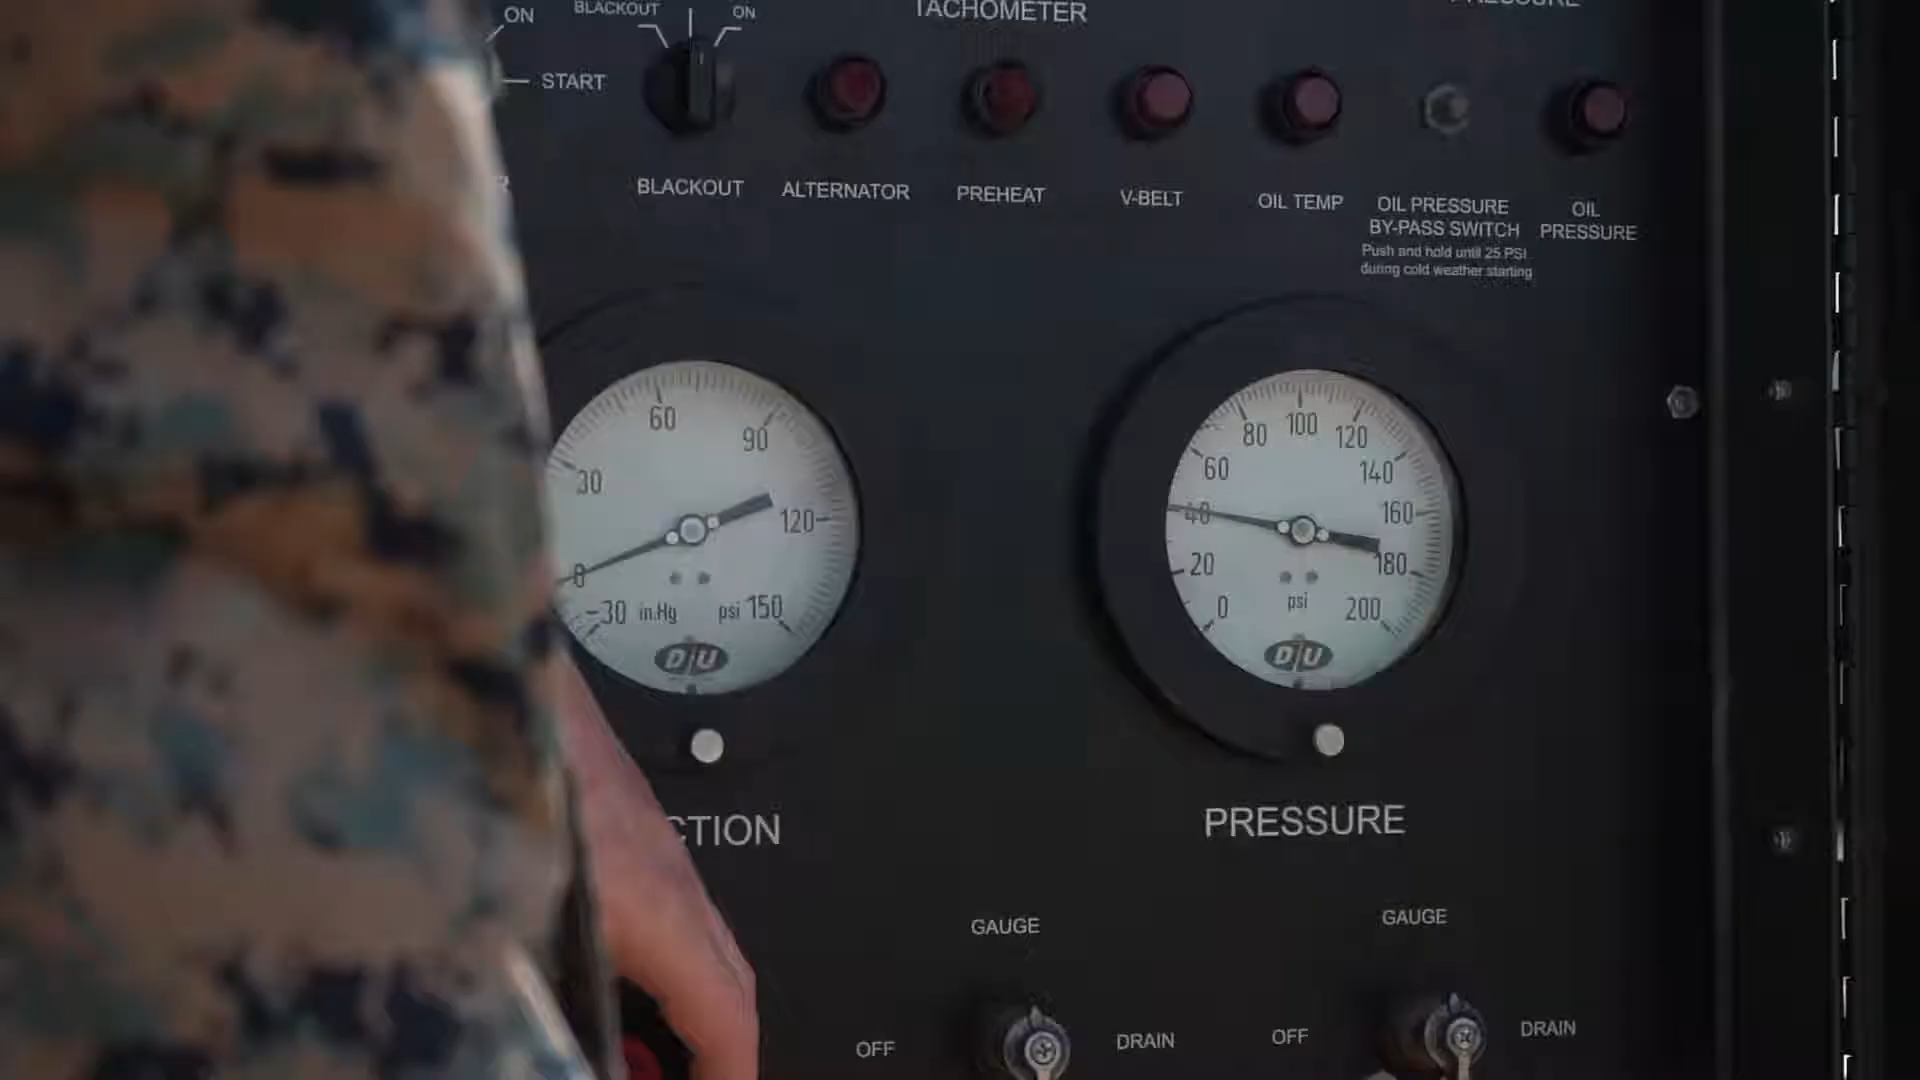 ON
BLACKOUT
ON
TACHOMETER
START
BLACKOUT
ALTERNATOR
PREHEAT
V-BELT
OIL TEMP
OIL PRESSURE
BY-PASS SWITCH
Push and hold until 25 PSI
during cold weather starting
OIL
PRESSURE
60
90
30
120
0
-30 in.Hg psi 150
D/U
100
80
120
60
140
40
160
20
180
psi
0
200
D/U
CTION
PRESSURE
GAUGE
GAUGE
OFF
DRAIN
OFF
DRAIN